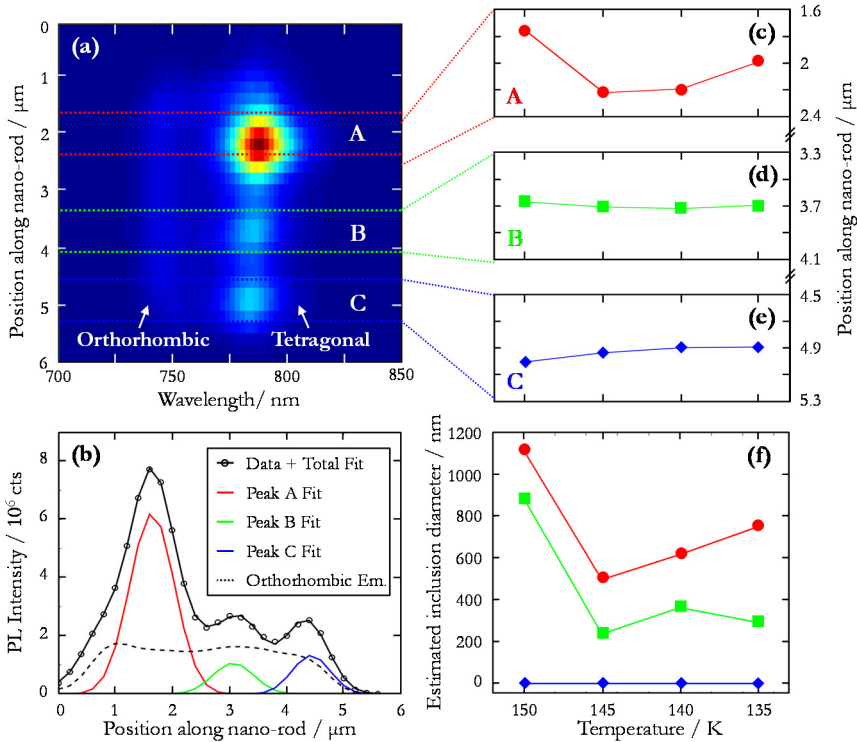 (a)
0
1
2
3
4
5
6
Position along nano-rod / μm
A
B
C
Orthorhombic
Tetragonal
700
750
800
850
Wavelength/ nm
(c)
A
1.6
2
2.4
(d)
B
3.3
3.7
4.1
(e)
C
4.5
4.9
5.3
Position along nano-rod / μm
(b)
8
6
4
2
0
PL Intensity / 10⁶ cts
Data + Total Fit
Peak A Fit
Peak B Fit
Peak C Fit
Orthorhombic Em.
0
1
2
3
4
5
6
Position along nano-rod / μm
(f)
1200
1000
800
600
400
200
0
Estimated inclusion diameter / nm
150
145
140
135
Temperature / K